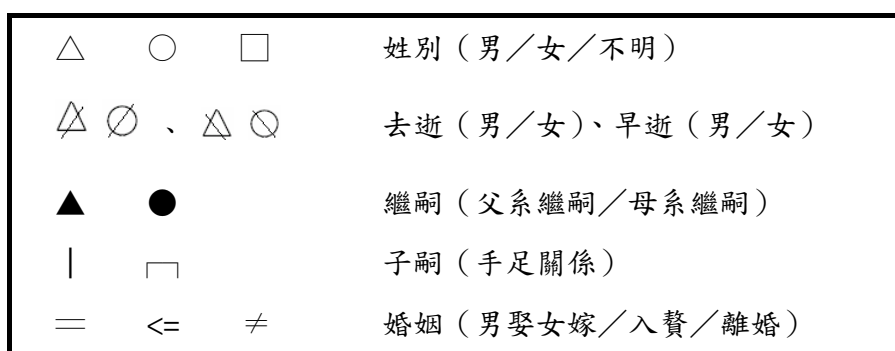 △ ○ □ 姓別（男／女／不明）
、 去逝（男／女）、早逝（男／女）
▲ ● 繼嗣（父系繼嗣／母系繼嗣）
子嗣（手足關係）
＝ <= ≠ 婚姻（男娶女嫁／入贅／離婚）